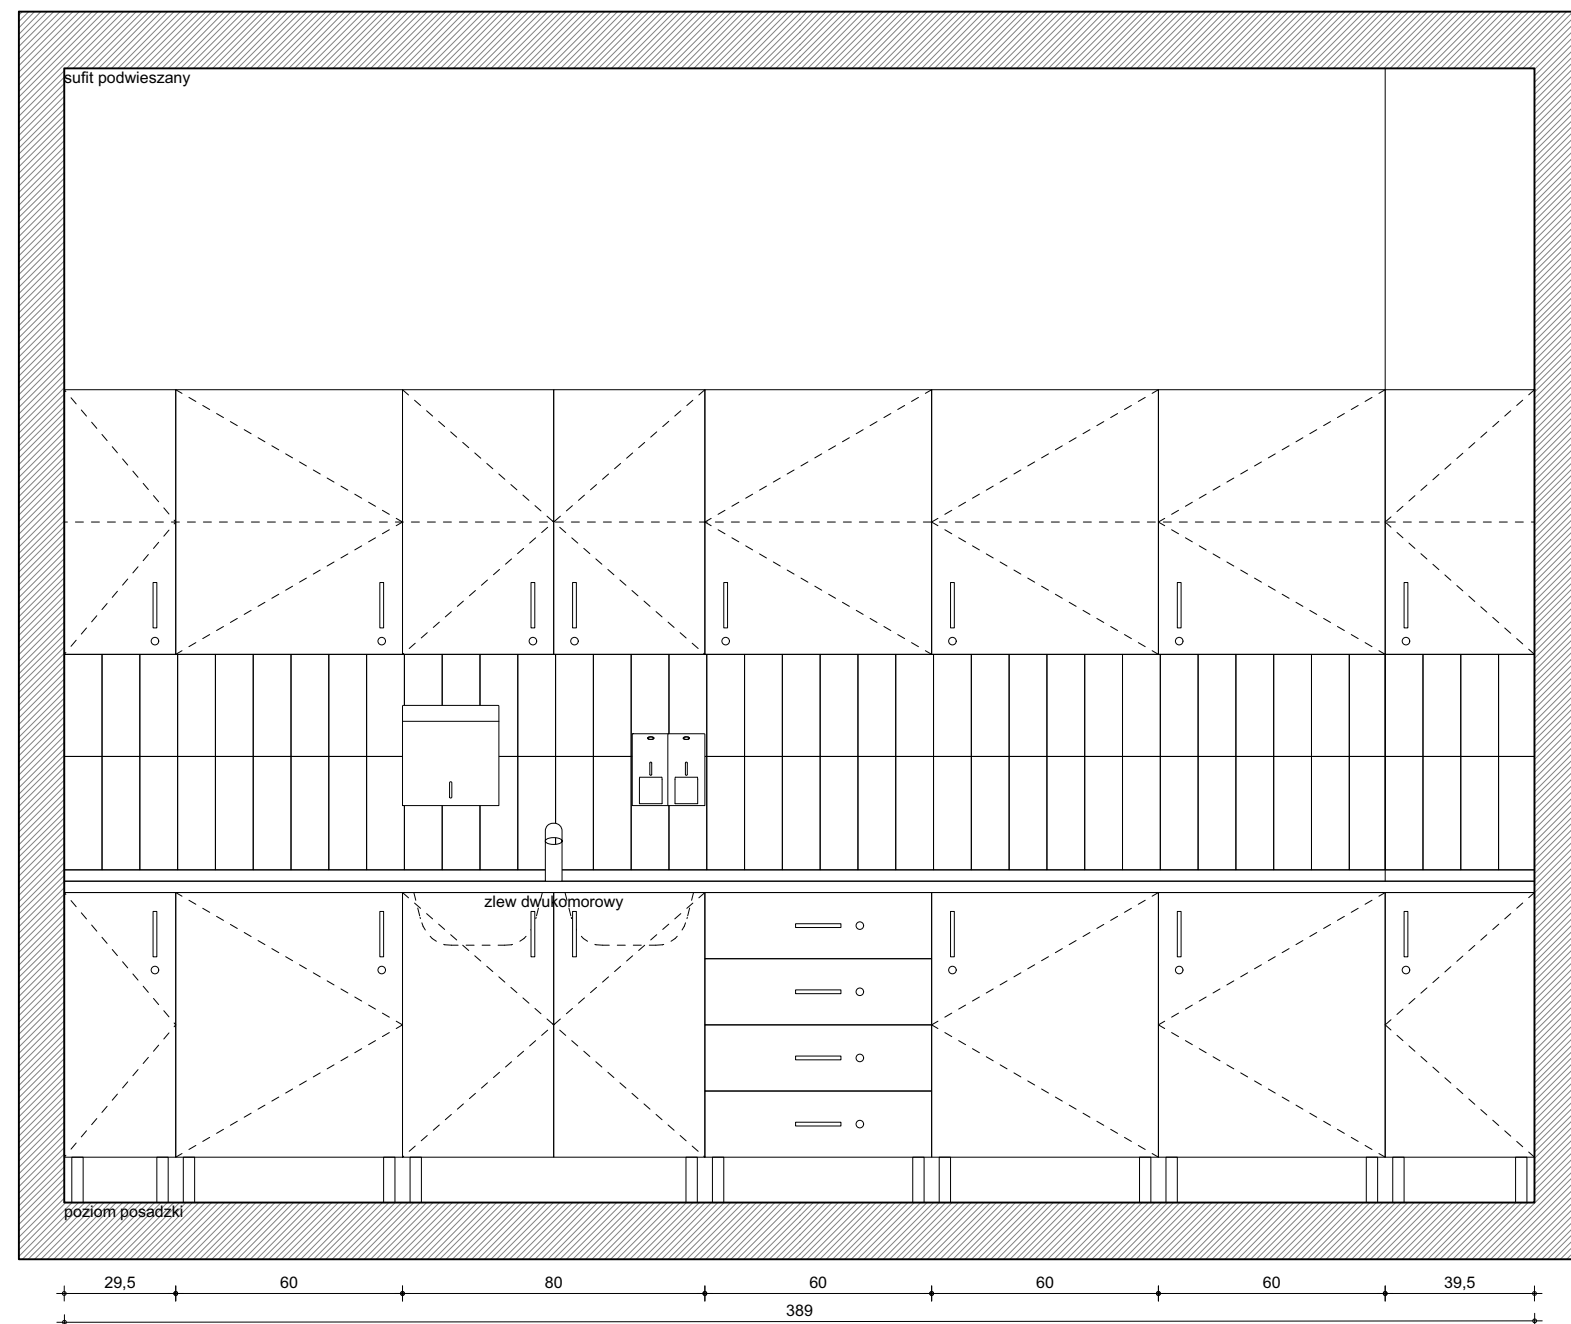 sufit podwieszany
zlew dwukomorowy
poziom posadzki
29,5 60 80 60 60 60 39,5
389